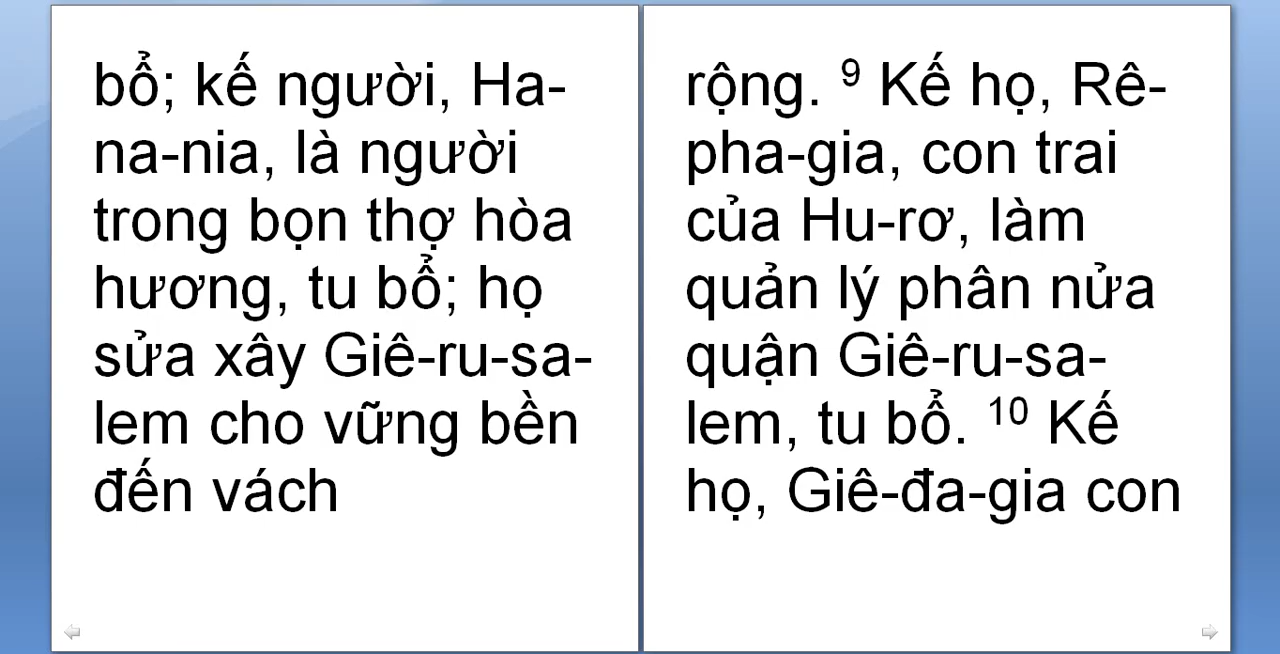 bổ; kế người, Ha-
na-nia, là người
trong bọn thợ hòa
hương, tu bổ; họ
sửa xây Giê-ru-sa-
lem cho vững bền
đến vách
rộng. 9 Kế họ, Rê-
pha-gia, con trai
của Hu-rơ, làm
quản lý phân nửa
quận Giê-ru-sa-
lem, tu bổ. 10 Kế
họ, Giê-đa-gia con